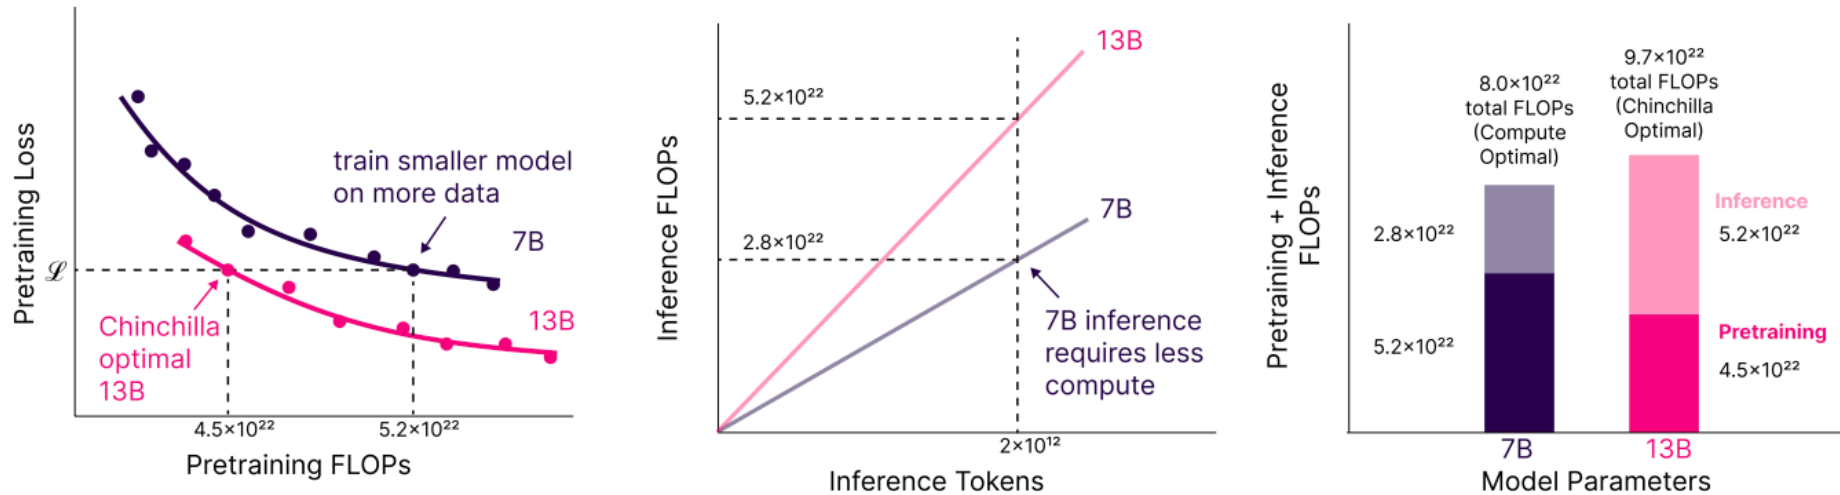 Pretraining Loss
ℒ
train smaller model
on more data
7B
13B
Chinchilla
optimal
13B
4.5×10²²
5.2×10²²
Pretraining FLOPs
Inference FLOPs
5.2×10²²
2.8×10²²
13B
7B
7B inference
requires less
compute
2×10¹²
Inference Tokens
Pretraining + Inference
FLOPs
8.0×10²²
total FLOPs
(Compute
Optimal)
9.7×10²²
total FLOPs
(Chinchilla
Optimal)
2.8×10²²
5.2×10²²
Inference
5.2×10²²
Pretraining
4.5×10²²
7B
13B
Model Parameters